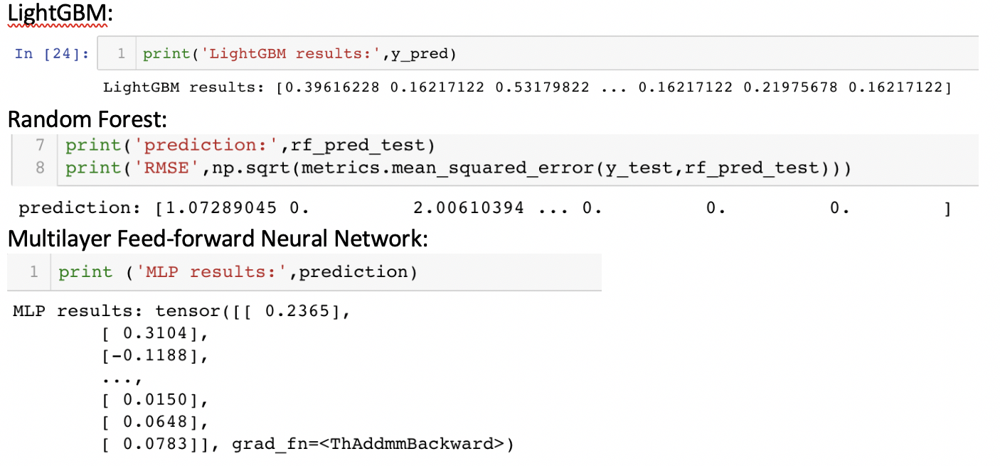 LightGBM:
In [24]: 1 print('LightGBM results:',y_pred)
LightGBM results: [0.39616228 0.16217122 0.53179822 ... 0.16217122 0.21975678 0.16217122]
Random Forest:
7 print('prediction:',rf_pred_test)
8 print('RMSE',np.sqrt(metrics.mean_squared_error(y_test,rf_pred_test)))
prediction: [1.07289045 0. 2.00610394 ... 0. 0. 0. ]
Multilayer Feed-forward Neural Network:
1 print ('MLP results:',prediction)
MLP results: tensor([[ 0.2365],
[ 0.3104],
[-0.1188],
...,
[ 0.0150],
[ 0.0648],
[ 0.0783]], grad_fn=<ThAddmmBackward>)